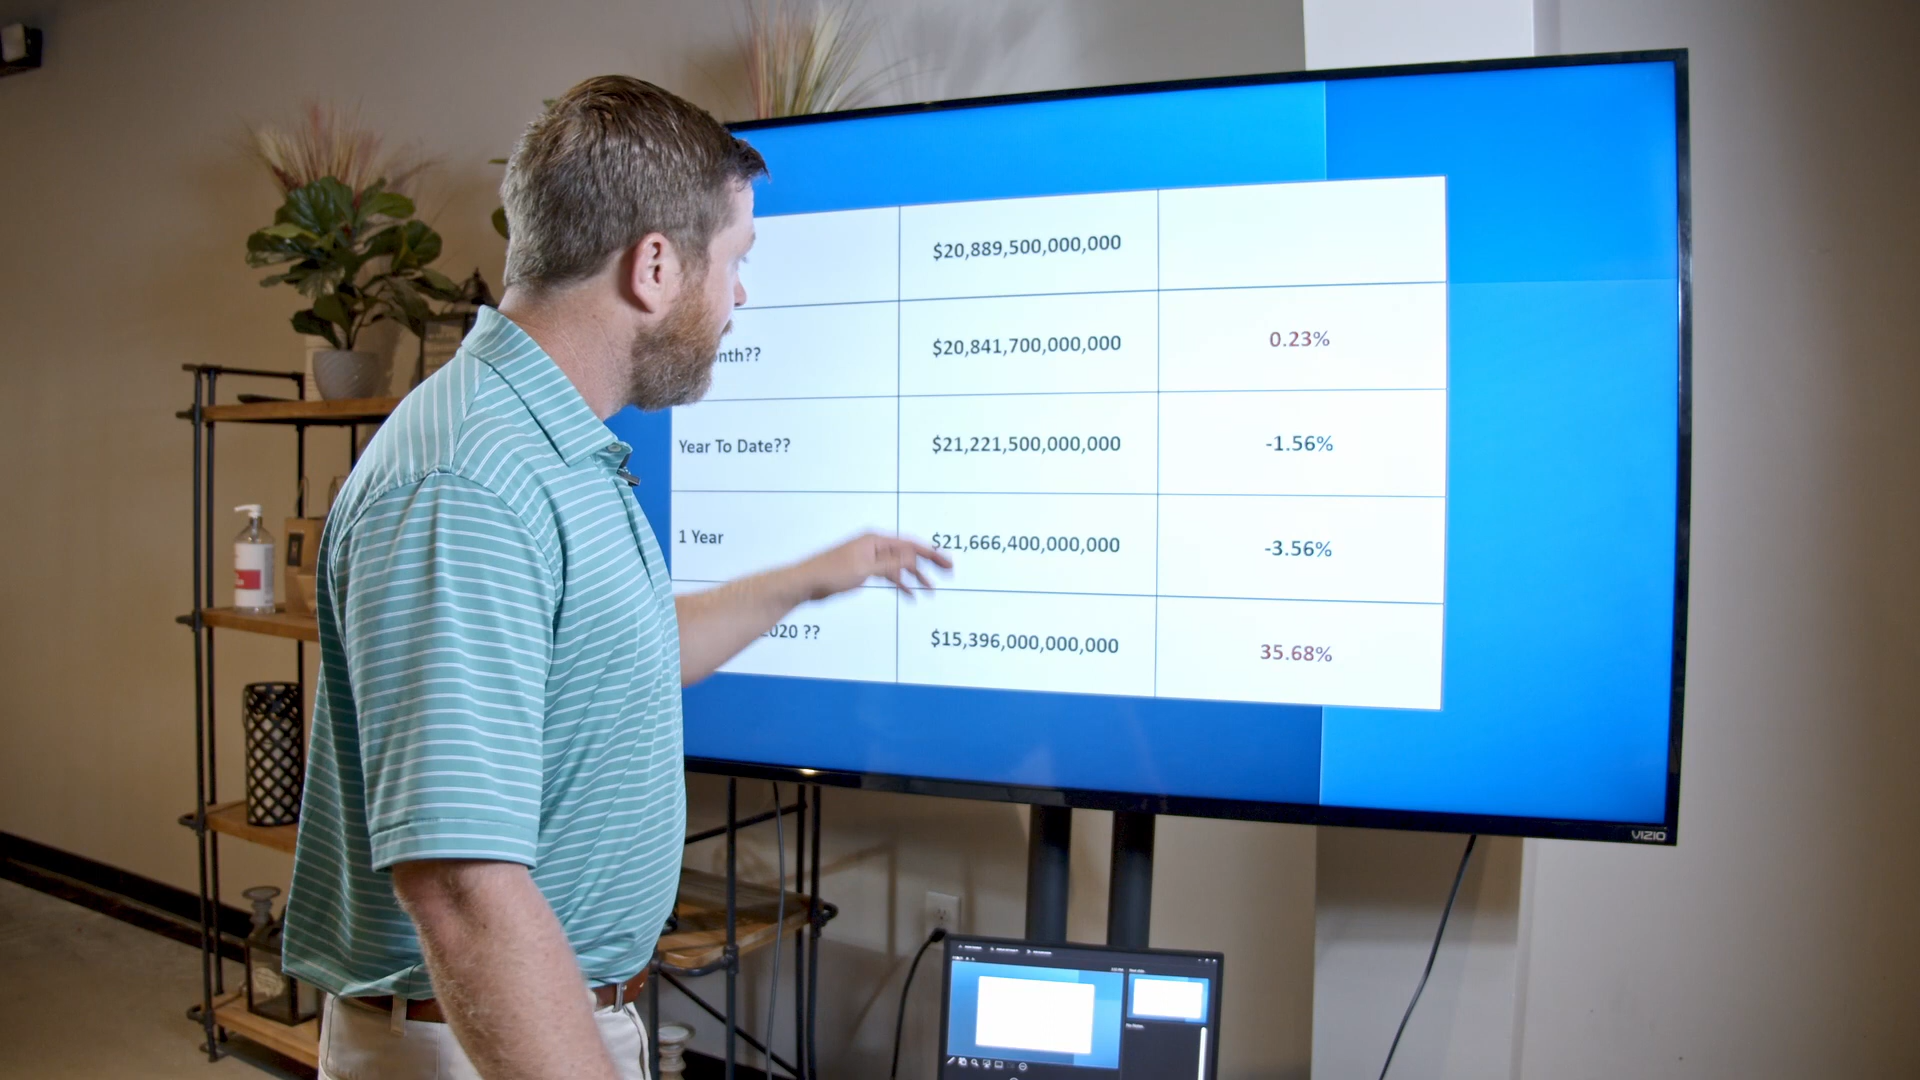 $20,889,500,000,000
$20,841,700,000,000 0.23%
Year To Date?? $21,221,500,000,000 -1.56%
1 Year $21,666,400,000,000 -3.56%
?? $15,396,000,000,000 35.68%
VIZIO